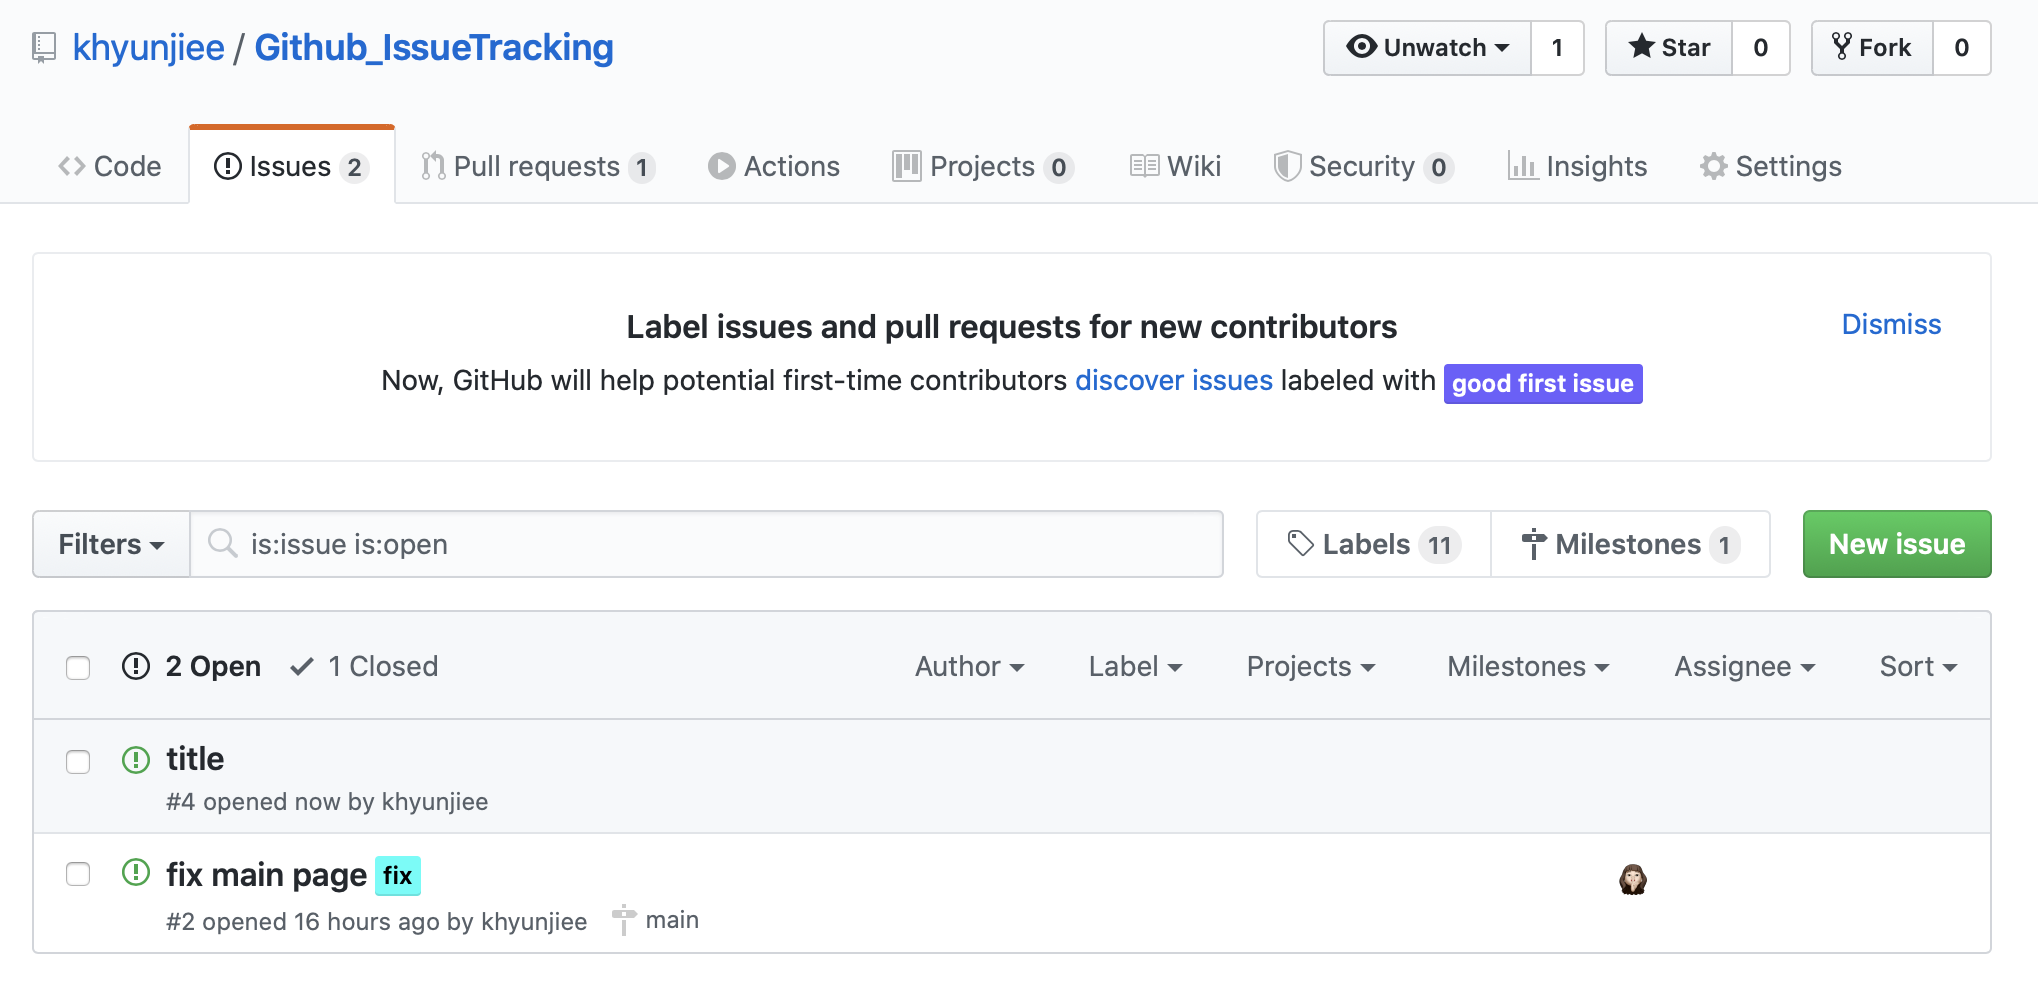 khyunjiee / Github_IssueTracking
Unwatch 1 Star 0 Fork 0
Code Issues 2 Pull requests 1 Actions Projects 0 Wiki Security 0 Insights Settings
Label issues and pull requests for new contributors
Dismiss
Now, GitHub will help potential first-time contributors discover issues labeled with good first issue
Filters is:issue is:open Labels 11 Milestones 1 New issue
2 Open 1 Closed Author Label Projects Milestones Assignee Sort
title
#4 opened now by khyunjiee
fix main page fix
#2 opened 16 hours ago by khyunjiee main